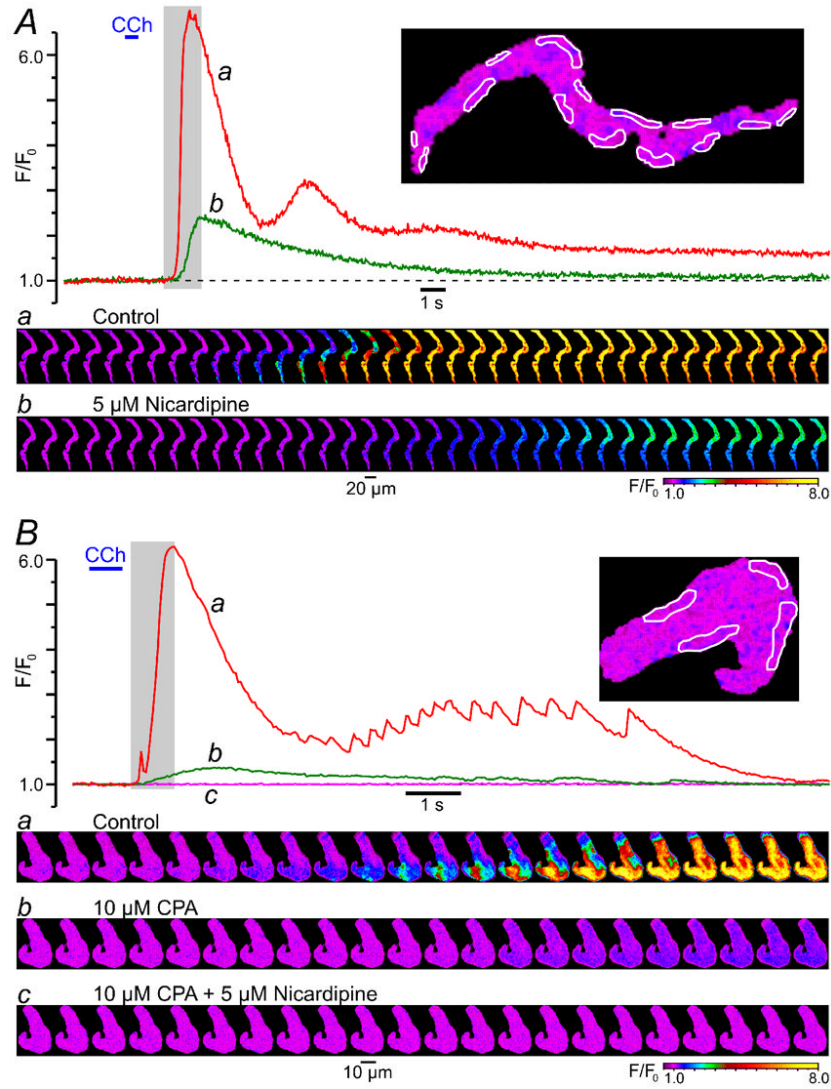 A
CCh
6.0
F/F₀
1.0
a
b
1 s
a Control
b 5 µM Nicardipine
20 µm
F/F₀ 1.0 8.0
B
CCh
6.0
F/F₀
1.0
a
b
c
1 s
a Control
b 10 µM CPA
c 10 µM CPA + 5 µM Nicardipine
10 µm
F/F₀ 1.0 8.0